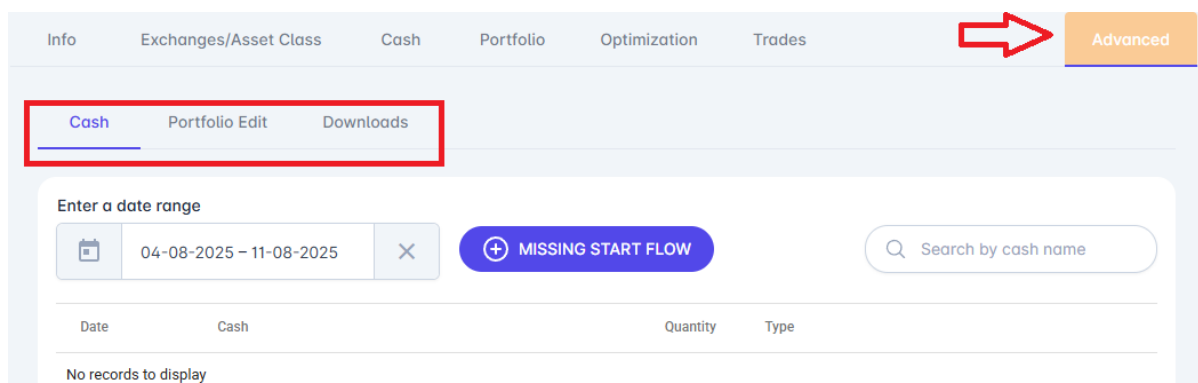 Info Exchanges/Asset Class Cash Portfolio Optimization Trades Advanced
Cash Portfolio Edit Downloads
Enter a date range
04-08-2025 – 11-08-2025 MISSING START FLOW Search by cash name
Date Cash Quantity Type
No records to display